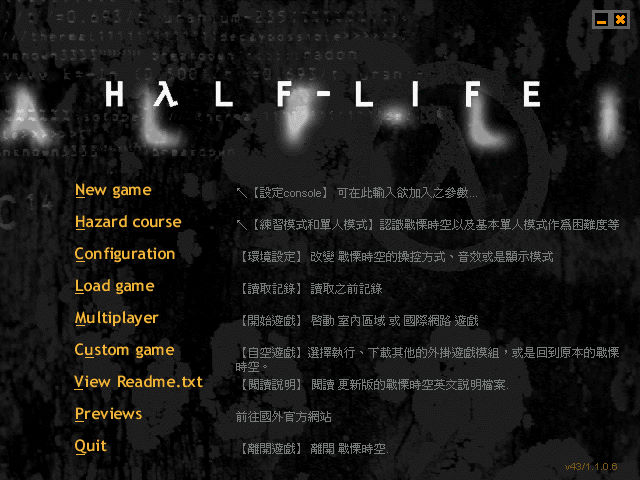 HλLF-LIFE
New game
↖【設定console】 可在此輸入欲加入之參數...
Hazard course
↖【練習模式和單人模式】認識戰慄時空以及基本單人模式作為困難度等
Configuration
【環境設定】 改變 戰慄時空的操控方式、音效或是顯示模式
Load game
【讀取記錄】 讀取之前記錄
Multiplayer
【開始遊戲】 啓動 室內區域 或 國際網路 遊戲
Custom game
【自空遊戲】選擇執行、下載其他的外掛遊戲模組，或是回到原本的戰慄
時空。
View Readme.txt
【閱讀說明】 閱讀 更新版的戰慄時空英文說明檔案.
Previews
前往國外官方網站
Quit
【離開遊戲】 離開 戰慄時空.
v43/1.1.0.6